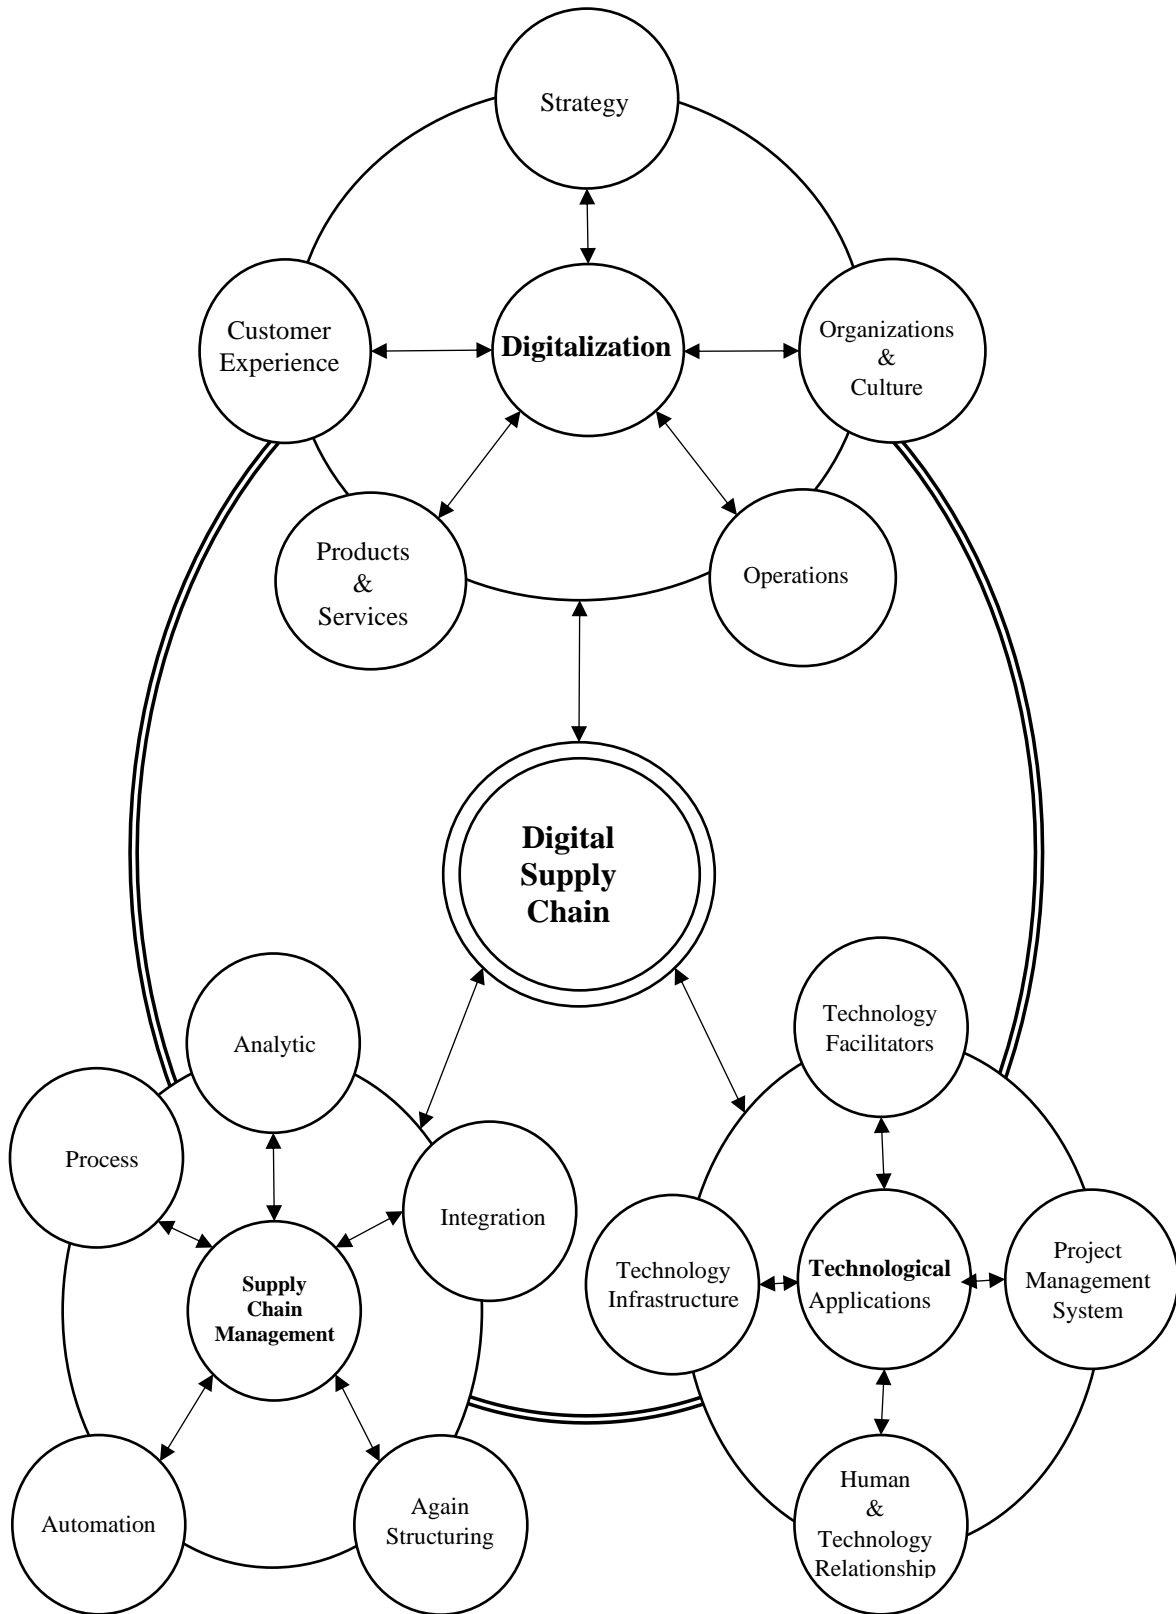 Strategy
Customer
Experience
Digitalization
Organizations
&
Culture
Products
&
Services
Operations
Digital
Supply
Chain
Analytic
Process
Integration
Supply
Chain
Management
Automation
Again
Structuring
Technology
Facilitators
Technology
Infrastructure
Technological
Applications
Project
Management
System
Human
&
Technology
Relationship